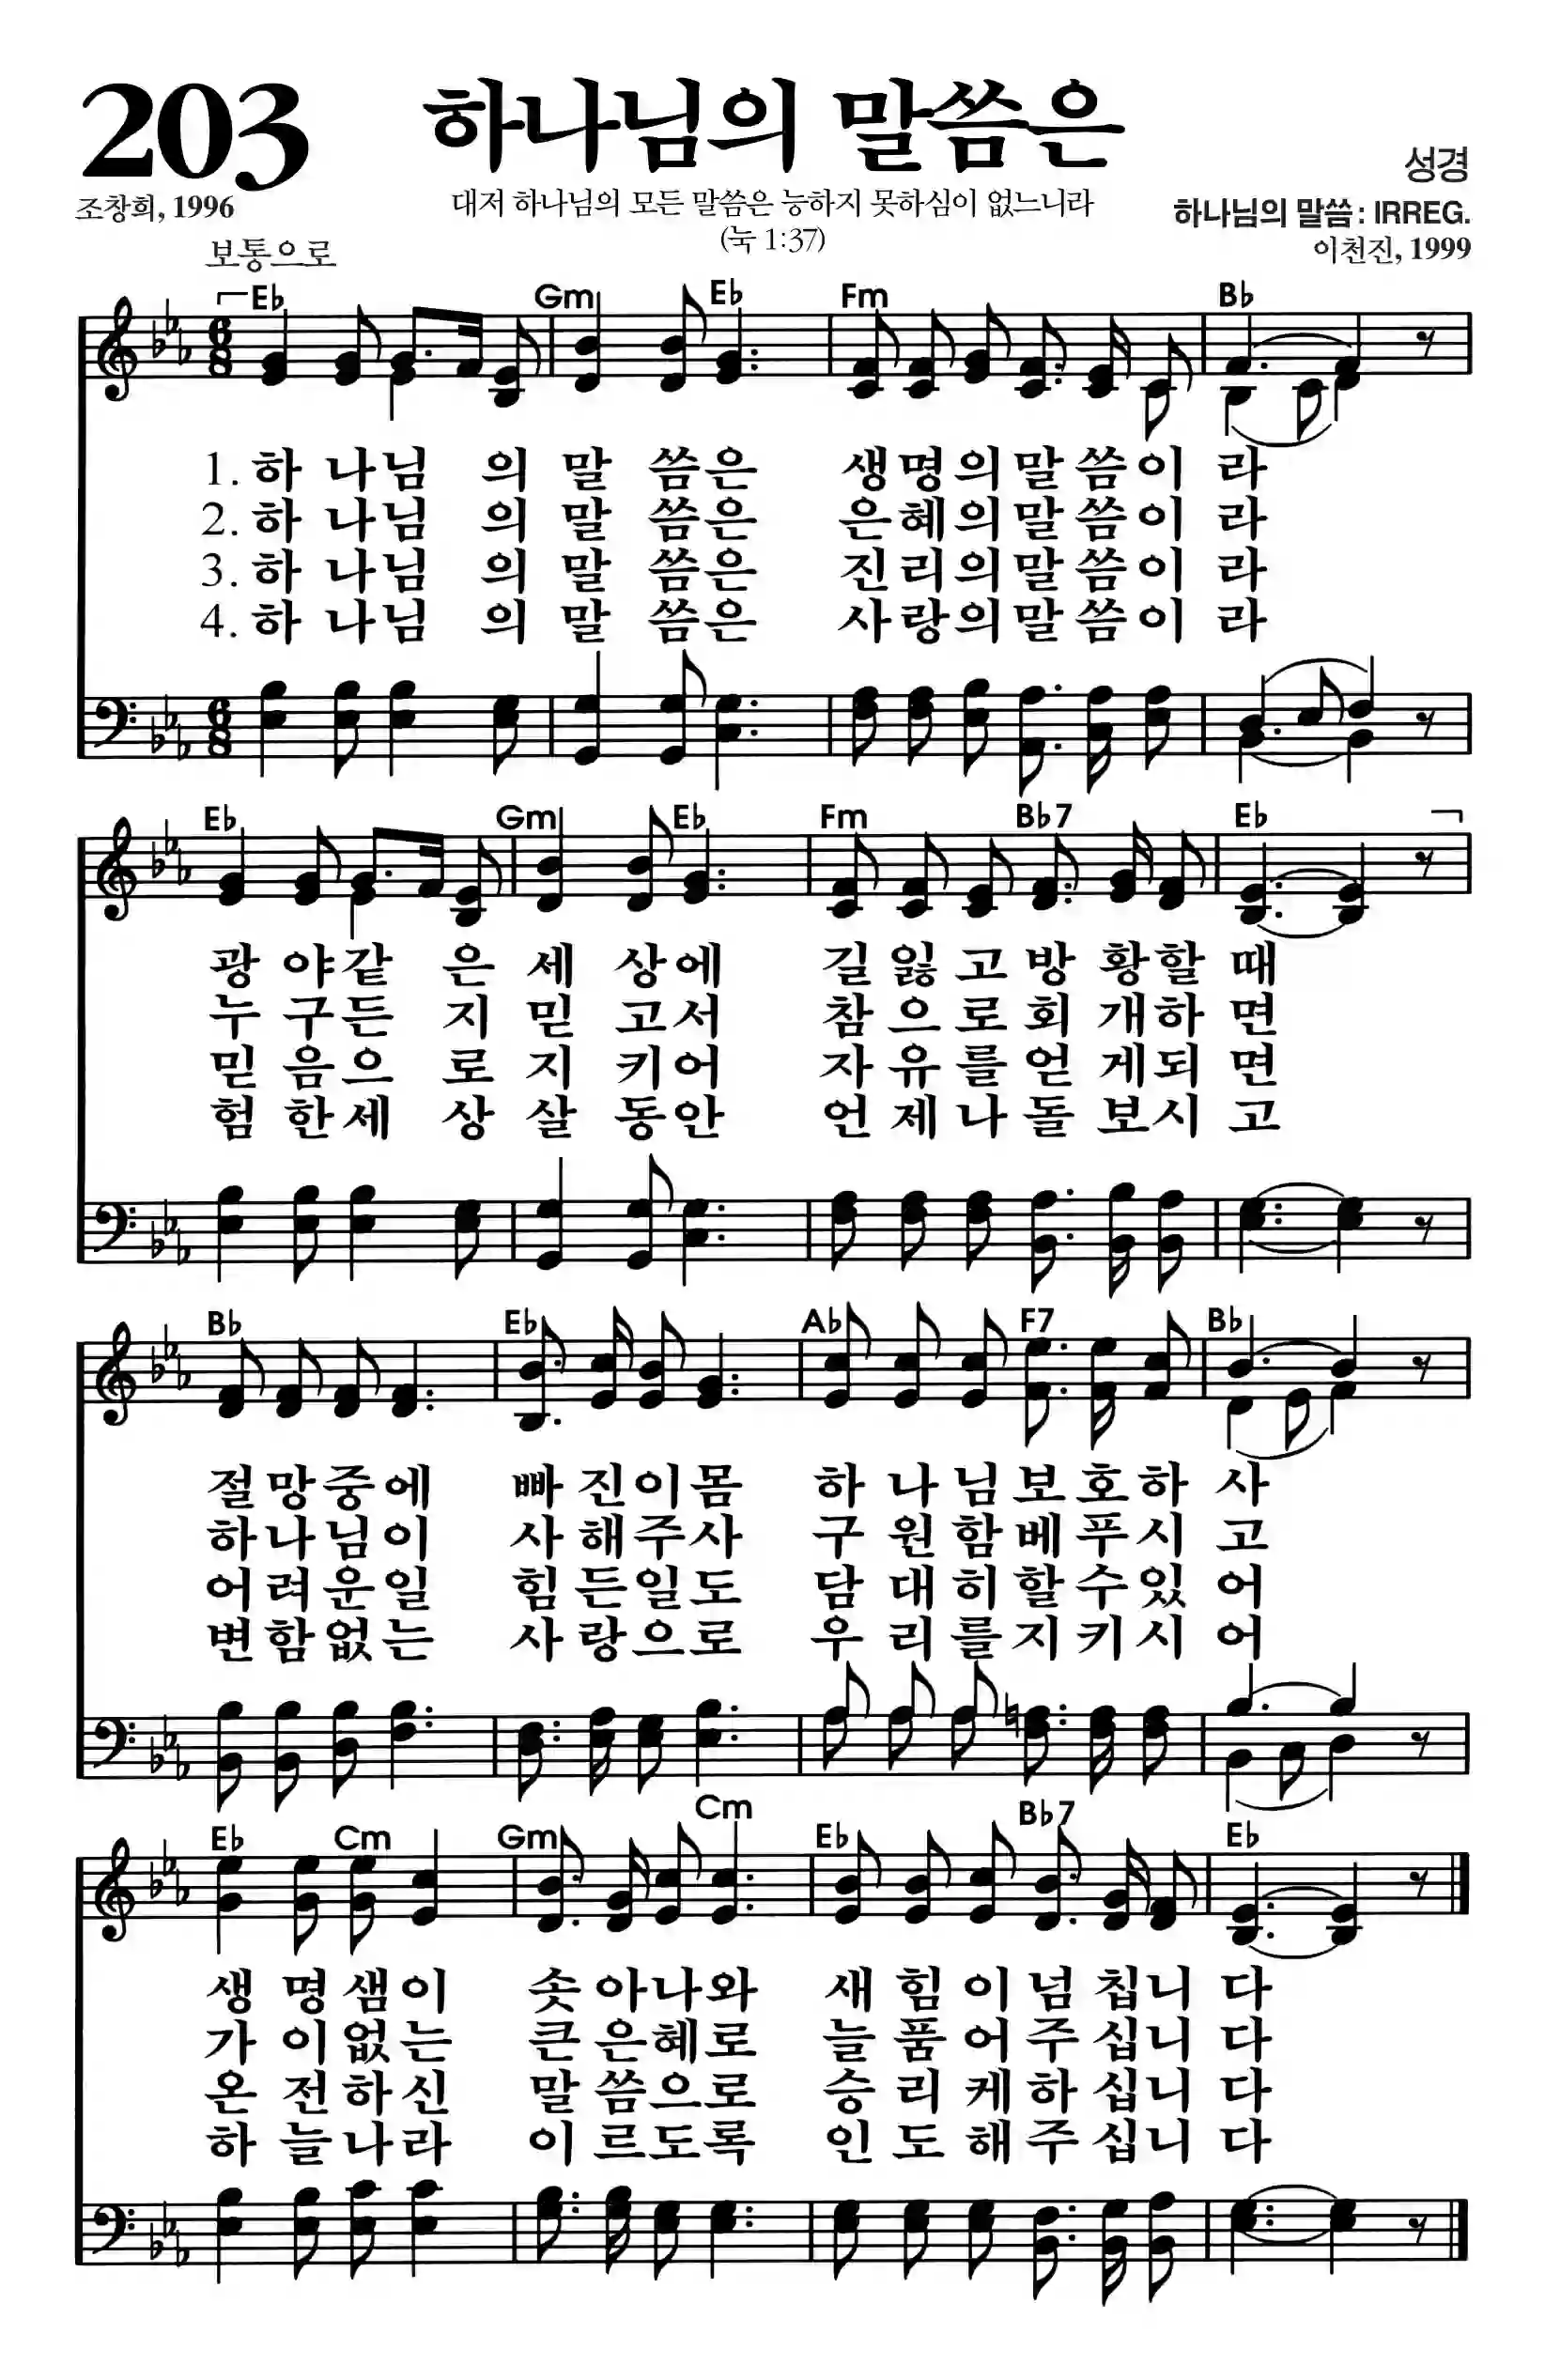 203
하나님의 말씀은
성경
조창희, 1996
대저 하나님의 모든 말씀은 능하지 못하심이 없느니라
하나님의 말씀 : IRREG.
(눅 1:37)
이천진, 1999
보통으로
E♭ Gm E♭ Fm B♭
1. 하 나님 의 말 씀은 생명의말씀이 라
2. 하 나님 의 말 씀은 은혜의말씀이 라
3. 하 나님 의 말 씀은 진리의말씀이 라
4. 하 나님 의 말 씀은 사랑의말씀이 라
E♭ Gm E♭ Fm B♭7 E♭
광 야같 은 세 상에 길 잃 고 방 황할 때
누 구든 지 믿 고서 참 으 로 회 개하 면
믿 음으 로 지 키어 자 유 를 얻 게되 면
험 한세 상 살 동안 언 제 나 돌 보시 고
B♭ E♭ A♭ F7 B♭
절망중에 빠 진이몸 하 나 님 보 호 하 사
하나님이 사 해주사 구 원 함 베 푸 시 고
어려운일 힘 든일도 담 대 히 할 수 있 어
변함없는 사 랑으로 우 리 를 지 키 시 어
E♭ Cm Gm Cm E♭ B♭7 E♭
생 명 샘이 솟 아나와 새 힘 이 넘 칩니 다
가 이 없는 큰 은혜로 늘 품 어 주 십니 다
온 전 하신 말 씀으로 승 리 케 하 십니 다
하 늘 나라 이 르도록 인 도 해 주 십니 다